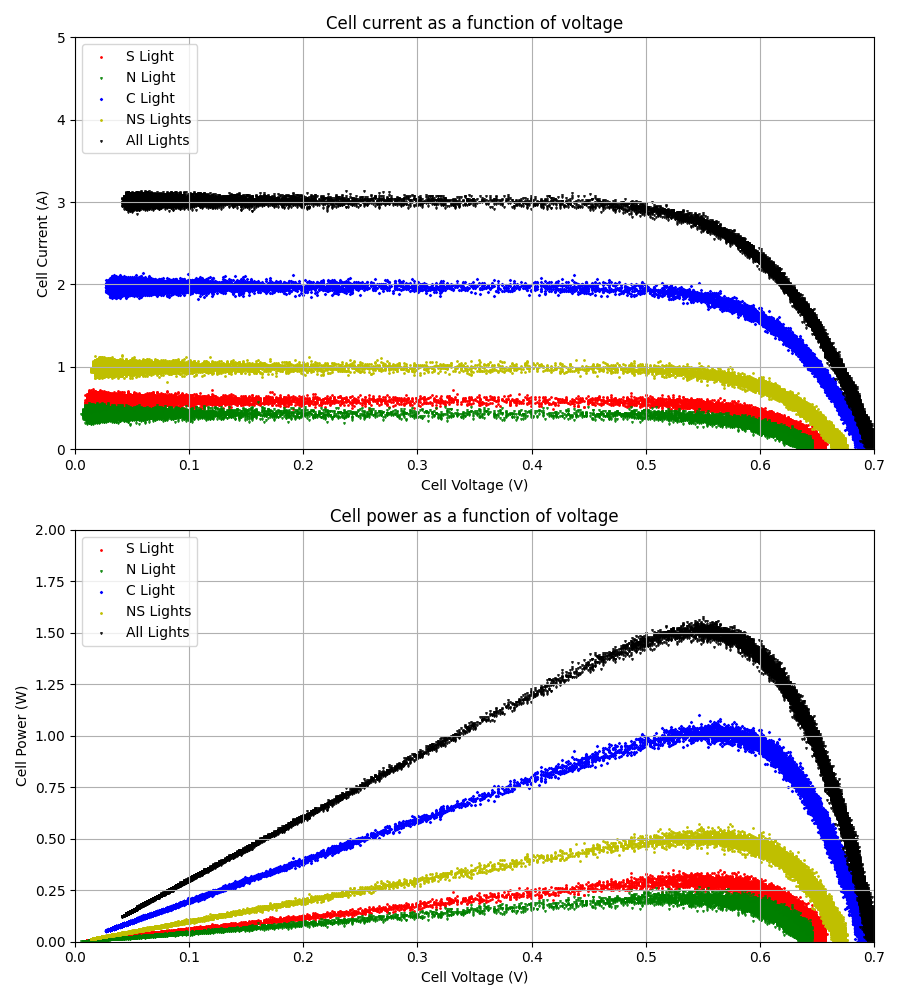 Cell current as a function of voltage
5
4
3
2
1
0
Cell Current (A)
S Light
N Light
C Light
NS Lights
All Lights
0.0 0.1 0.2 0.3 0.4 0.5 0.6 0.7
Cell Voltage (V)
Cell power as a function of voltage
2.00
1.75
1.50
1.25
1.00
0.75
0.50
0.25
0.00
Cell Power (W)
S Light
N Light
C Light
NS Lights
All Lights
0.0 0.1 0.2 0.3 0.4 0.5 0.6 0.7
Cell Voltage (V)